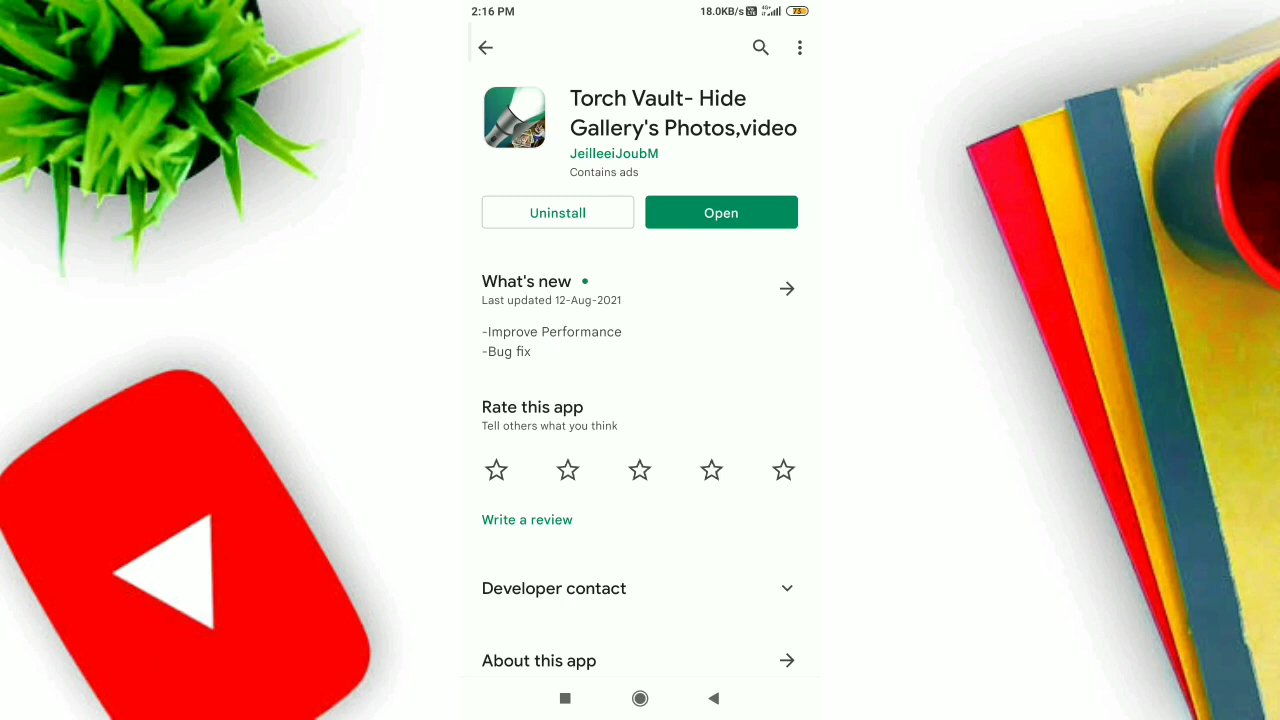 2:16 PM
18.0KB/s
4G+
73
Torch Vault- Hide
Gallery's Photos,video
JeilleeiJoubM
Contains ads
Uninstall
Open
What's new
Last updated 12-Aug-2021
-Improve Performance
-Bug fix
Rate this app
Tell others what you think
Write a review
Developer contact
About this app